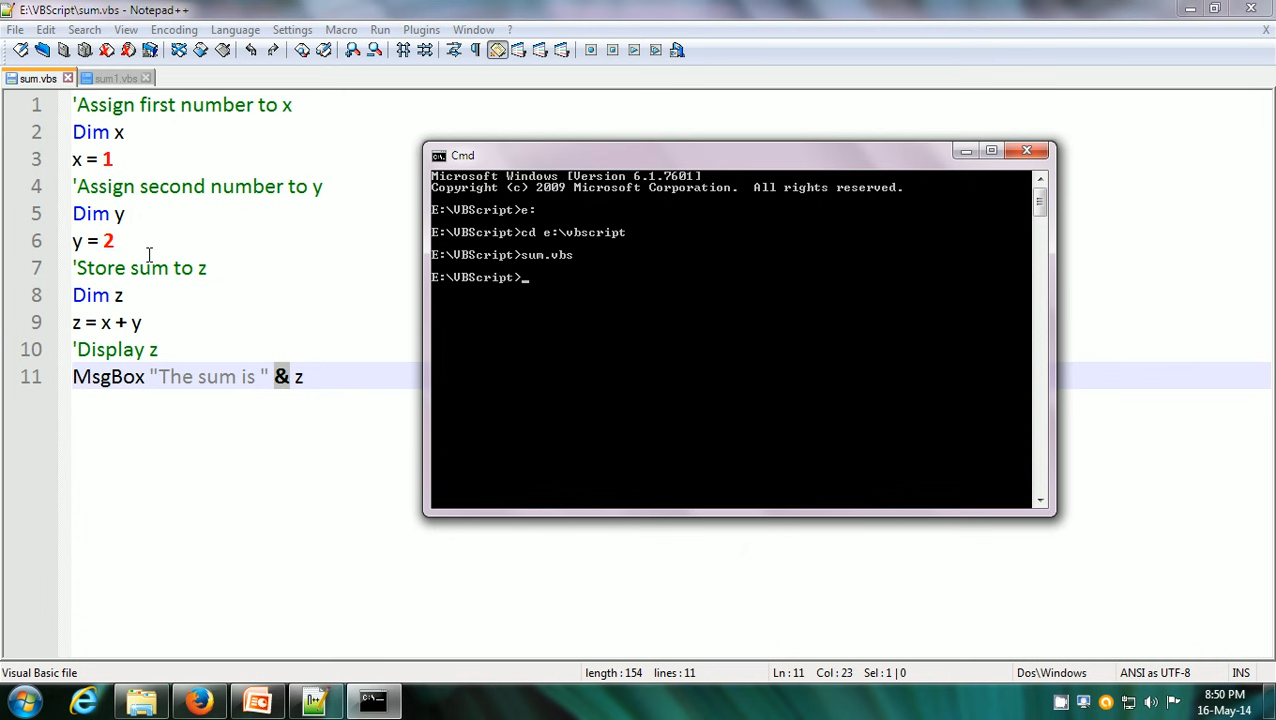 E:\VBScript\sum.vbs - Notepad++
File Edit Search View Encoding Language Settings Macro Run Plugins Window ? X
sum.vbs sum1.vbs
1 'Assign first number to x
2 Dim x
3 x = 1
4 'Assign second number to y
5 Dim y
6 y = 2
7 'Store sum to z
8 Dim z
9 z = x + y
10 'Display z
11 MsgBox "The sum is " & z
Cmd
Microsoft Windows [Version 6.1.7601]
Copyright (c) 2009 Microsoft Corporation. All rights reserved.
E:\VBScript>e:
E:\VBScript>cd e:\vbscript
E:\VBScript>sum.vbs
E:\VBScript>_
Visual Basic file length : 154 lines : 11 Ln : 11 Col : 23 Sel : 1 | 0 Dos\Windows ANSI as UTF-8 INS
8:50 PM
16-May-14